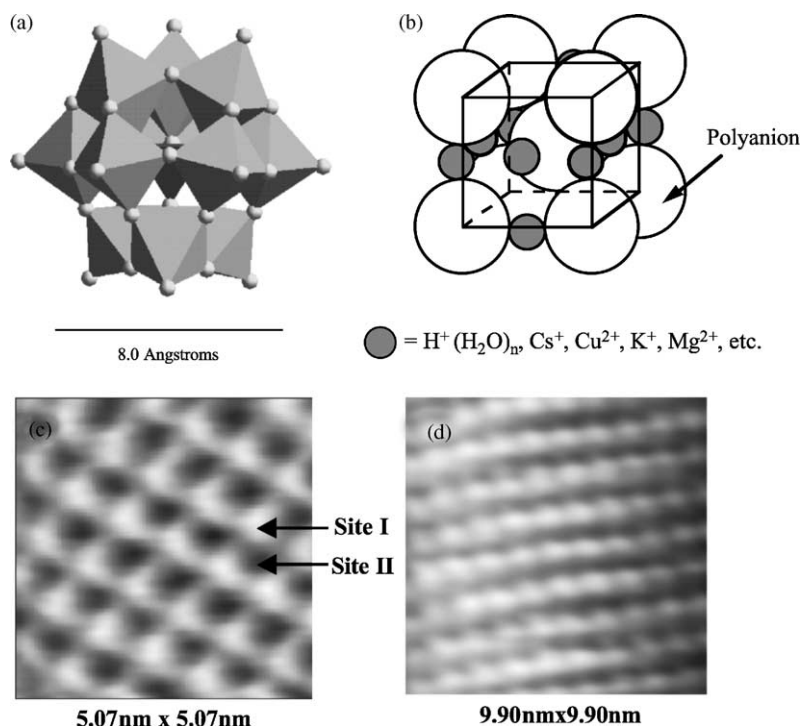 (a)
(b)
Polyanion
8.0 Angstroms
= H⁺ (H₂O)ₙ, Cs⁺, Cu²⁺, K⁺, Mg²⁺, etc.
(c)
(d)
Site I
Site II
5.07nm x 5.07nm
9.90nmx9.90nm